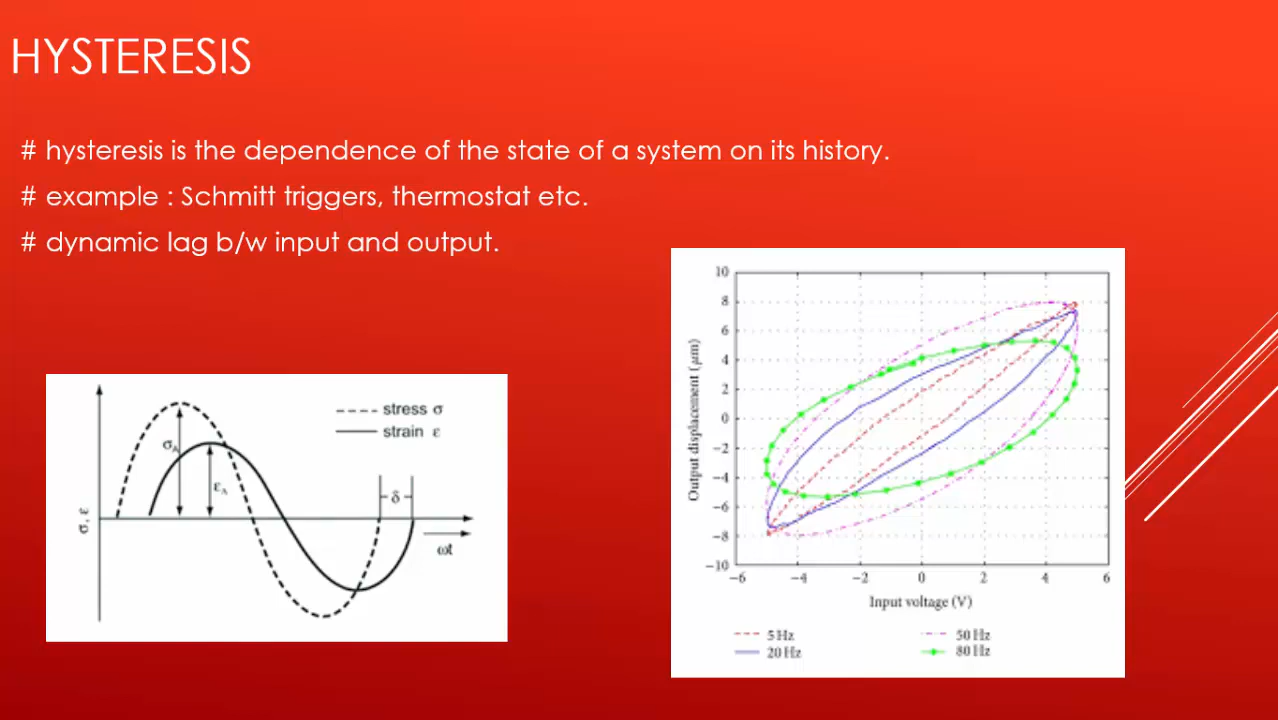 HYSTERESIS
# hysteresis is the dependence of the state of a system on its history.
# example : Schmitt triggers, thermostat etc.
# dynamic lag b/w input and output.
stress σ
strain ε
σA
εA
δ
σ, ε
ωt
10
8
6
4
2
0
−2
−4
−6
−8
−10
Output displacement (μm)
−6 −4 −2 0 2 4 6
Input voltage (V)
5 Hz
20 Hz
50 Hz
80 Hz